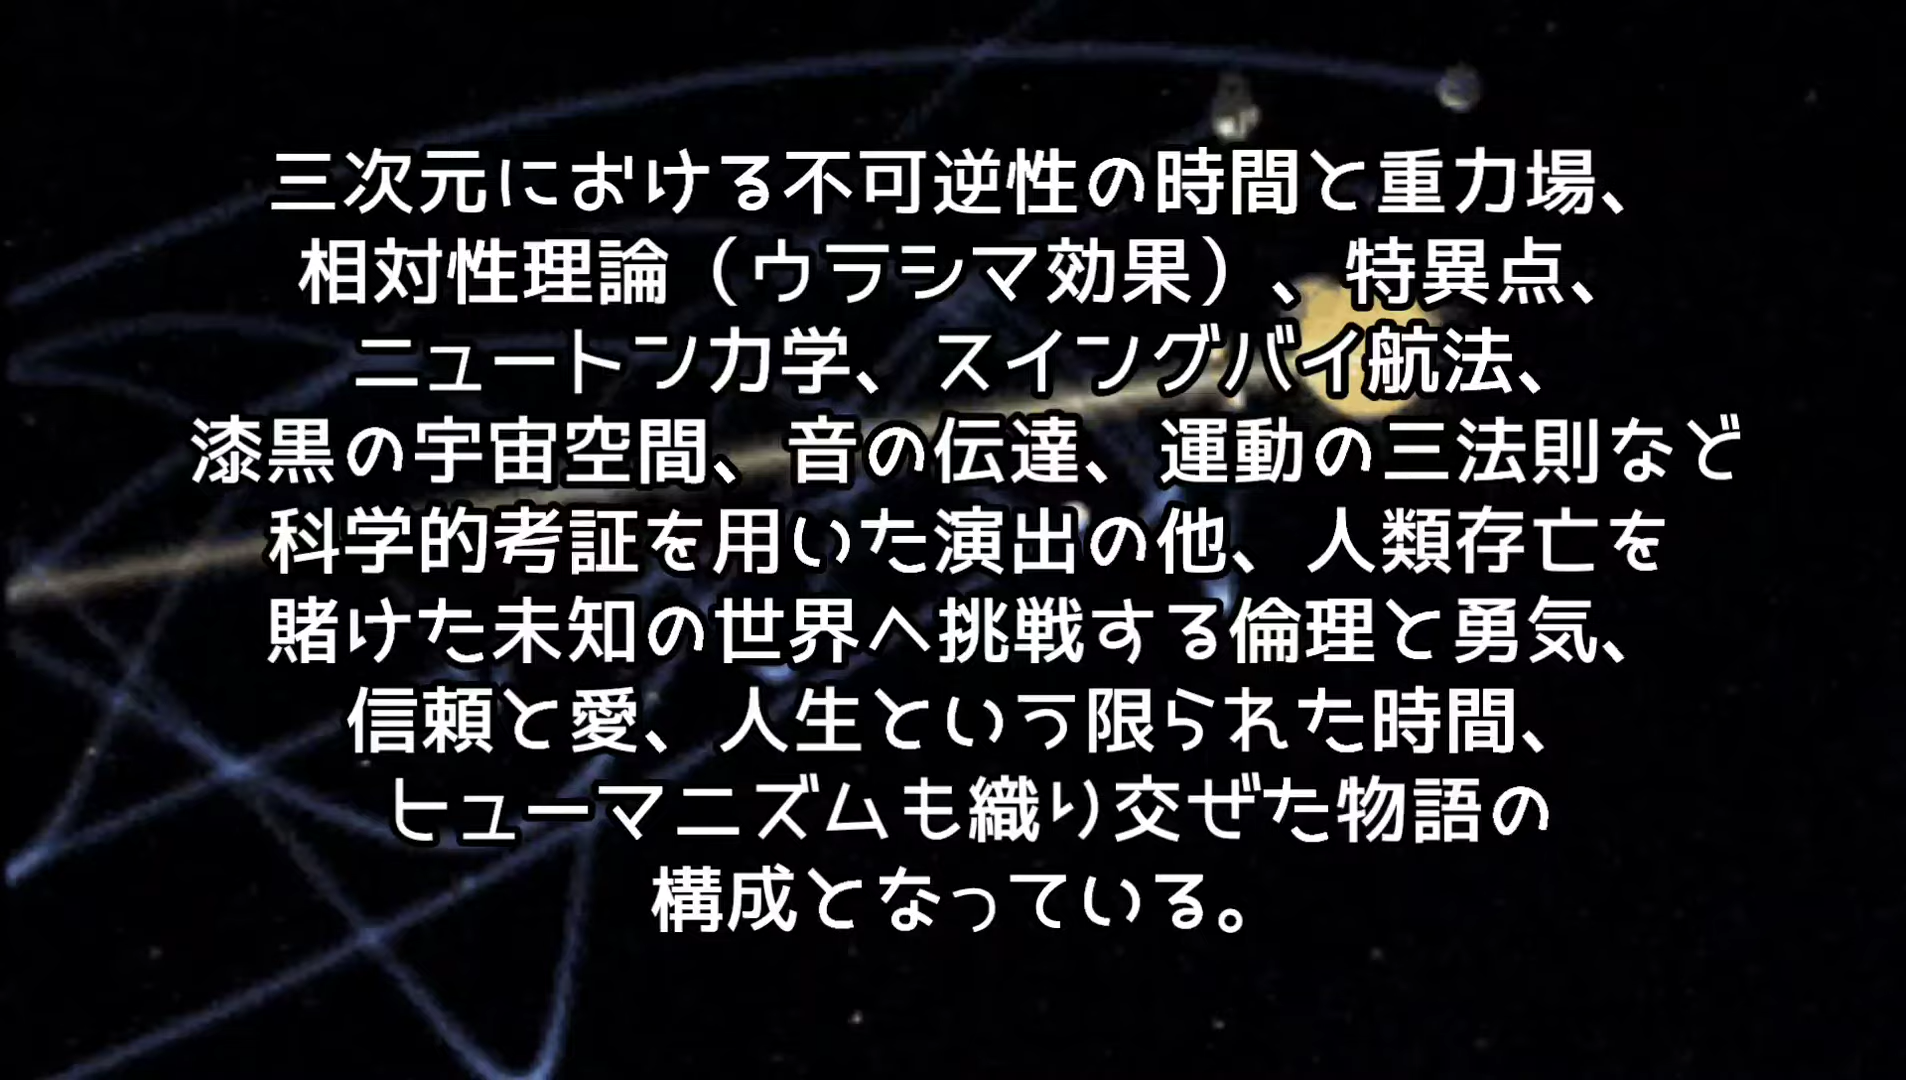 三次元における不可逆性の時間と重力場、
相対性理論（ウラシマ効果）、特異点、
ニュートン力学、スイングバイ航法、
漆黒の宇宙空間、音の伝達、運動の三法則など
科学的考証を用いた演出の他、人類存亡を
賭けた未知の世界へ挑戦する倫理と勇気、
信頼と愛、人生という限られた時間、
ヒューマニズムも織り交ぜた物語の
構成となっている。